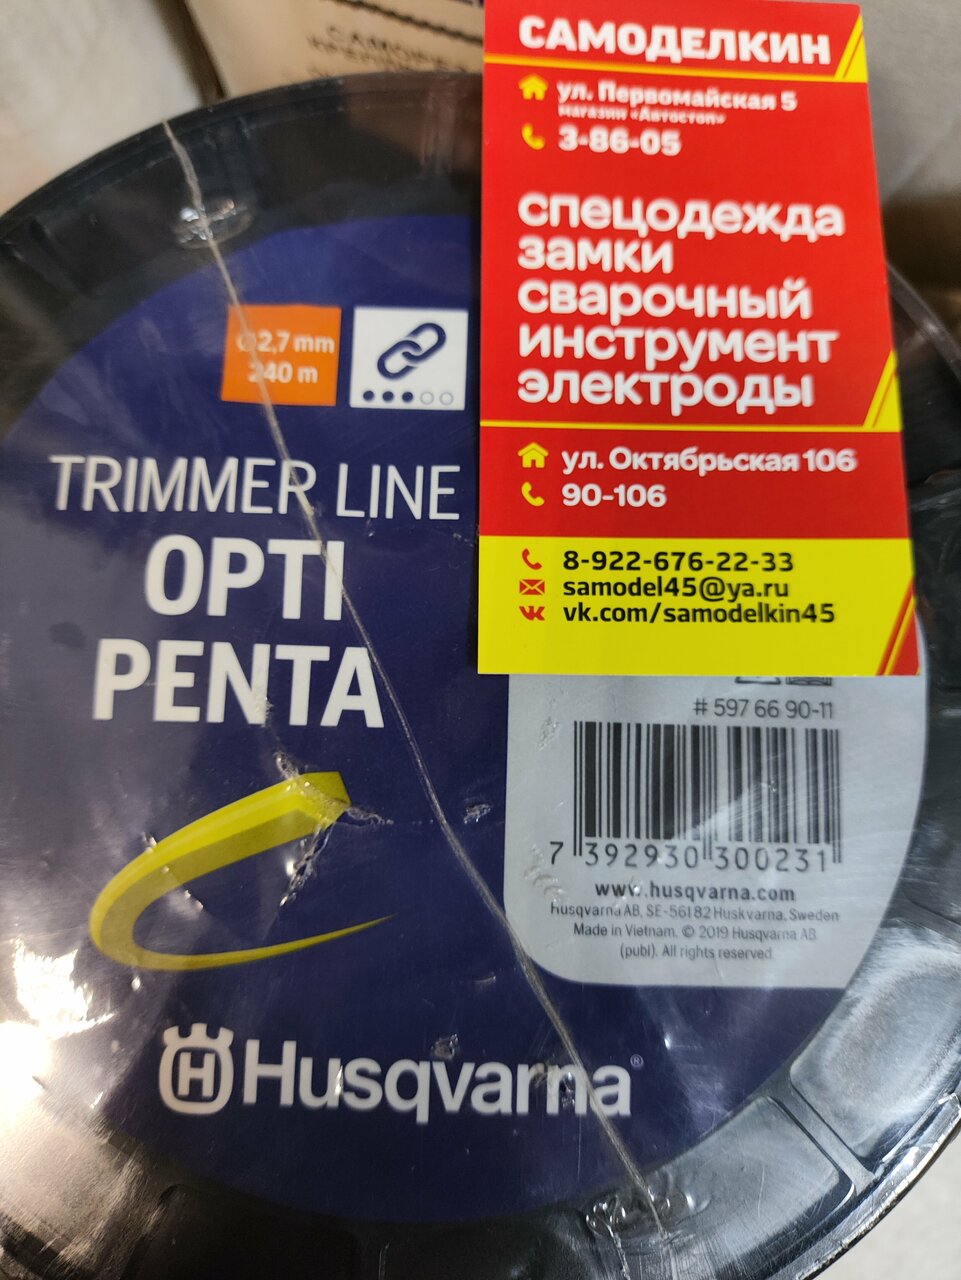 САМОДЕЛКИН
ул. Первомайская 5
магазин «Автостоп»
3-86-05
спецодежда
замки
сварочный
инструмент
электроды
ул. Октябрьская 106
90-106
8-922-676-22-33
samodel45@ya.ru
vk.com/samodelkin45
2,7 mm
240 m
TRIMMER LINE
OPTI
PENTA
# 597 66 90-11
7 392930 300231
www.husqvarna.com
Husqvarna AB, SE-561 82 Huskvarna, Sweden
Made in Vietnam. © 2019 Husqvarna AB
(publ). All rights reserved
H Husqvarna®